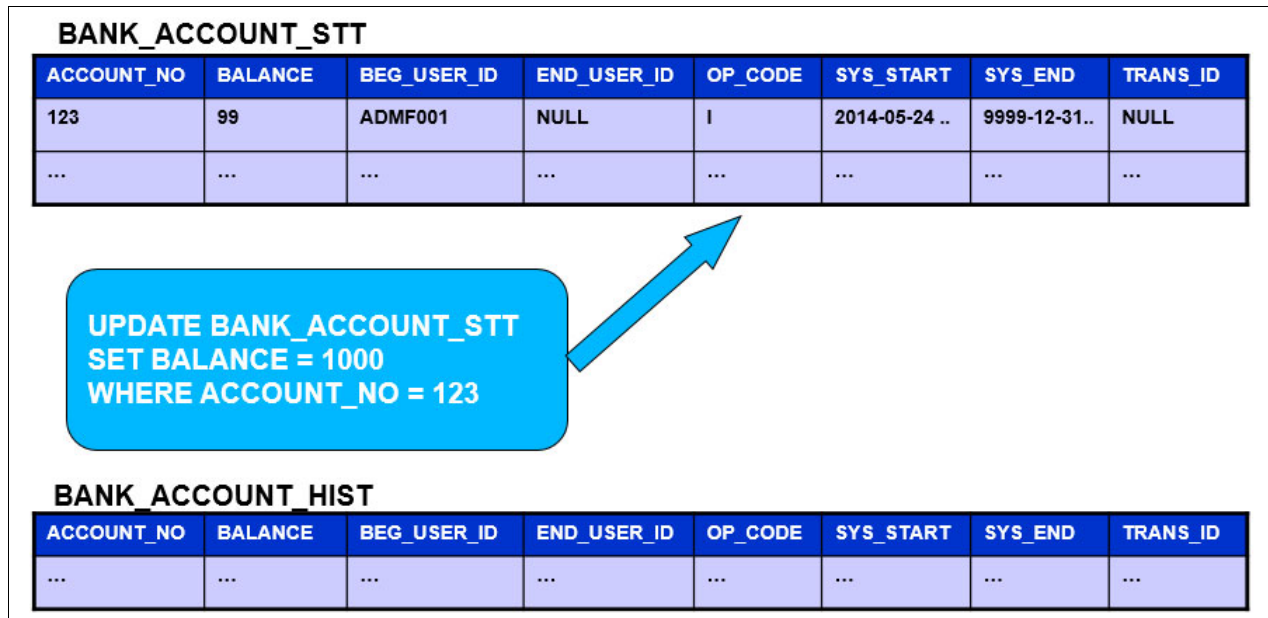 BANK_ACCOUNT_STT
ACCOUNT_NO BALANCE BEG_USER_ID END_USER_ID OP_CODE SYS_START SYS_END TRANS_ID
123 99 ADMF001 NULL I 2014-05-24 .. 9999-12-31.. NULL
... ... ... ... ... ... ... ...
UPDATE BANK_ACCOUNT_STT
SET BALANCE = 1000
WHERE ACCOUNT_NO = 123
BANK_ACCOUNT_HIST
ACCOUNT_NO BALANCE BEG_USER_ID END_USER_ID OP_CODE SYS_START SYS_END TRANS_ID
... ... ... ... ... ... ... ...